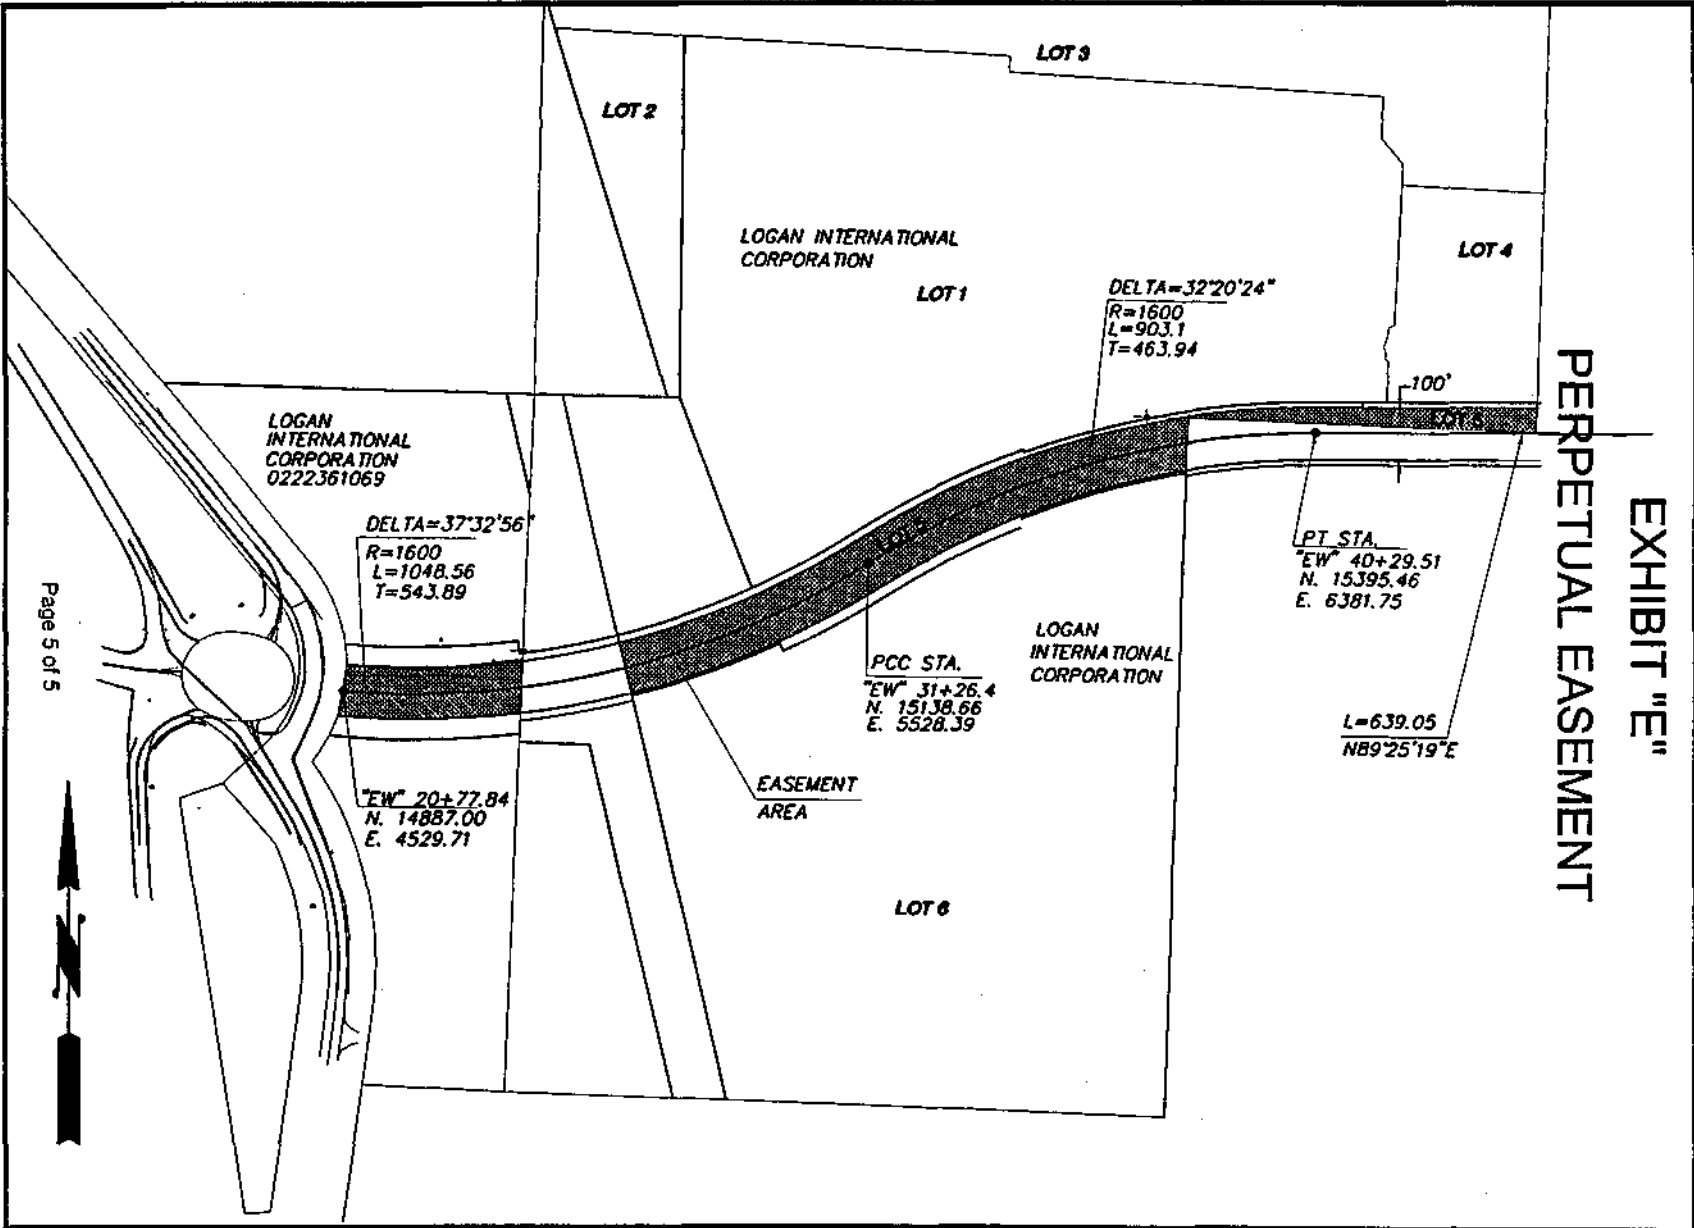 EXHIBIT "E"
PERPETUAL EASEMENT
LOT 3
LOT 2
LOGAN INTERNATIONAL
CORPORATION
LOT 1
LOT 4
DELTA=32°20'24"
R=1600
L=903.1
T=463.94
100'
LOT 5
LOGAN
INTERNATIONAL
CORPORATION
0222361069
DELTA=37°32'56"
R=1600
L=1048.56
T=543.89
PT STA.
"EW" 40+29.51
N. 15395.46
E. 6381.75
LOGAN
INTERNATIONAL
CORPORATION
PCC STA.
"EW" 31+26.4
N. 15138.66
E. 5528.39
L=639.05
N89°25'19"E
EASEMENT
AREA
"EW" 20+77.84
N. 14887.00
E. 4529.71
LOT 6
N
Page 5 of 5